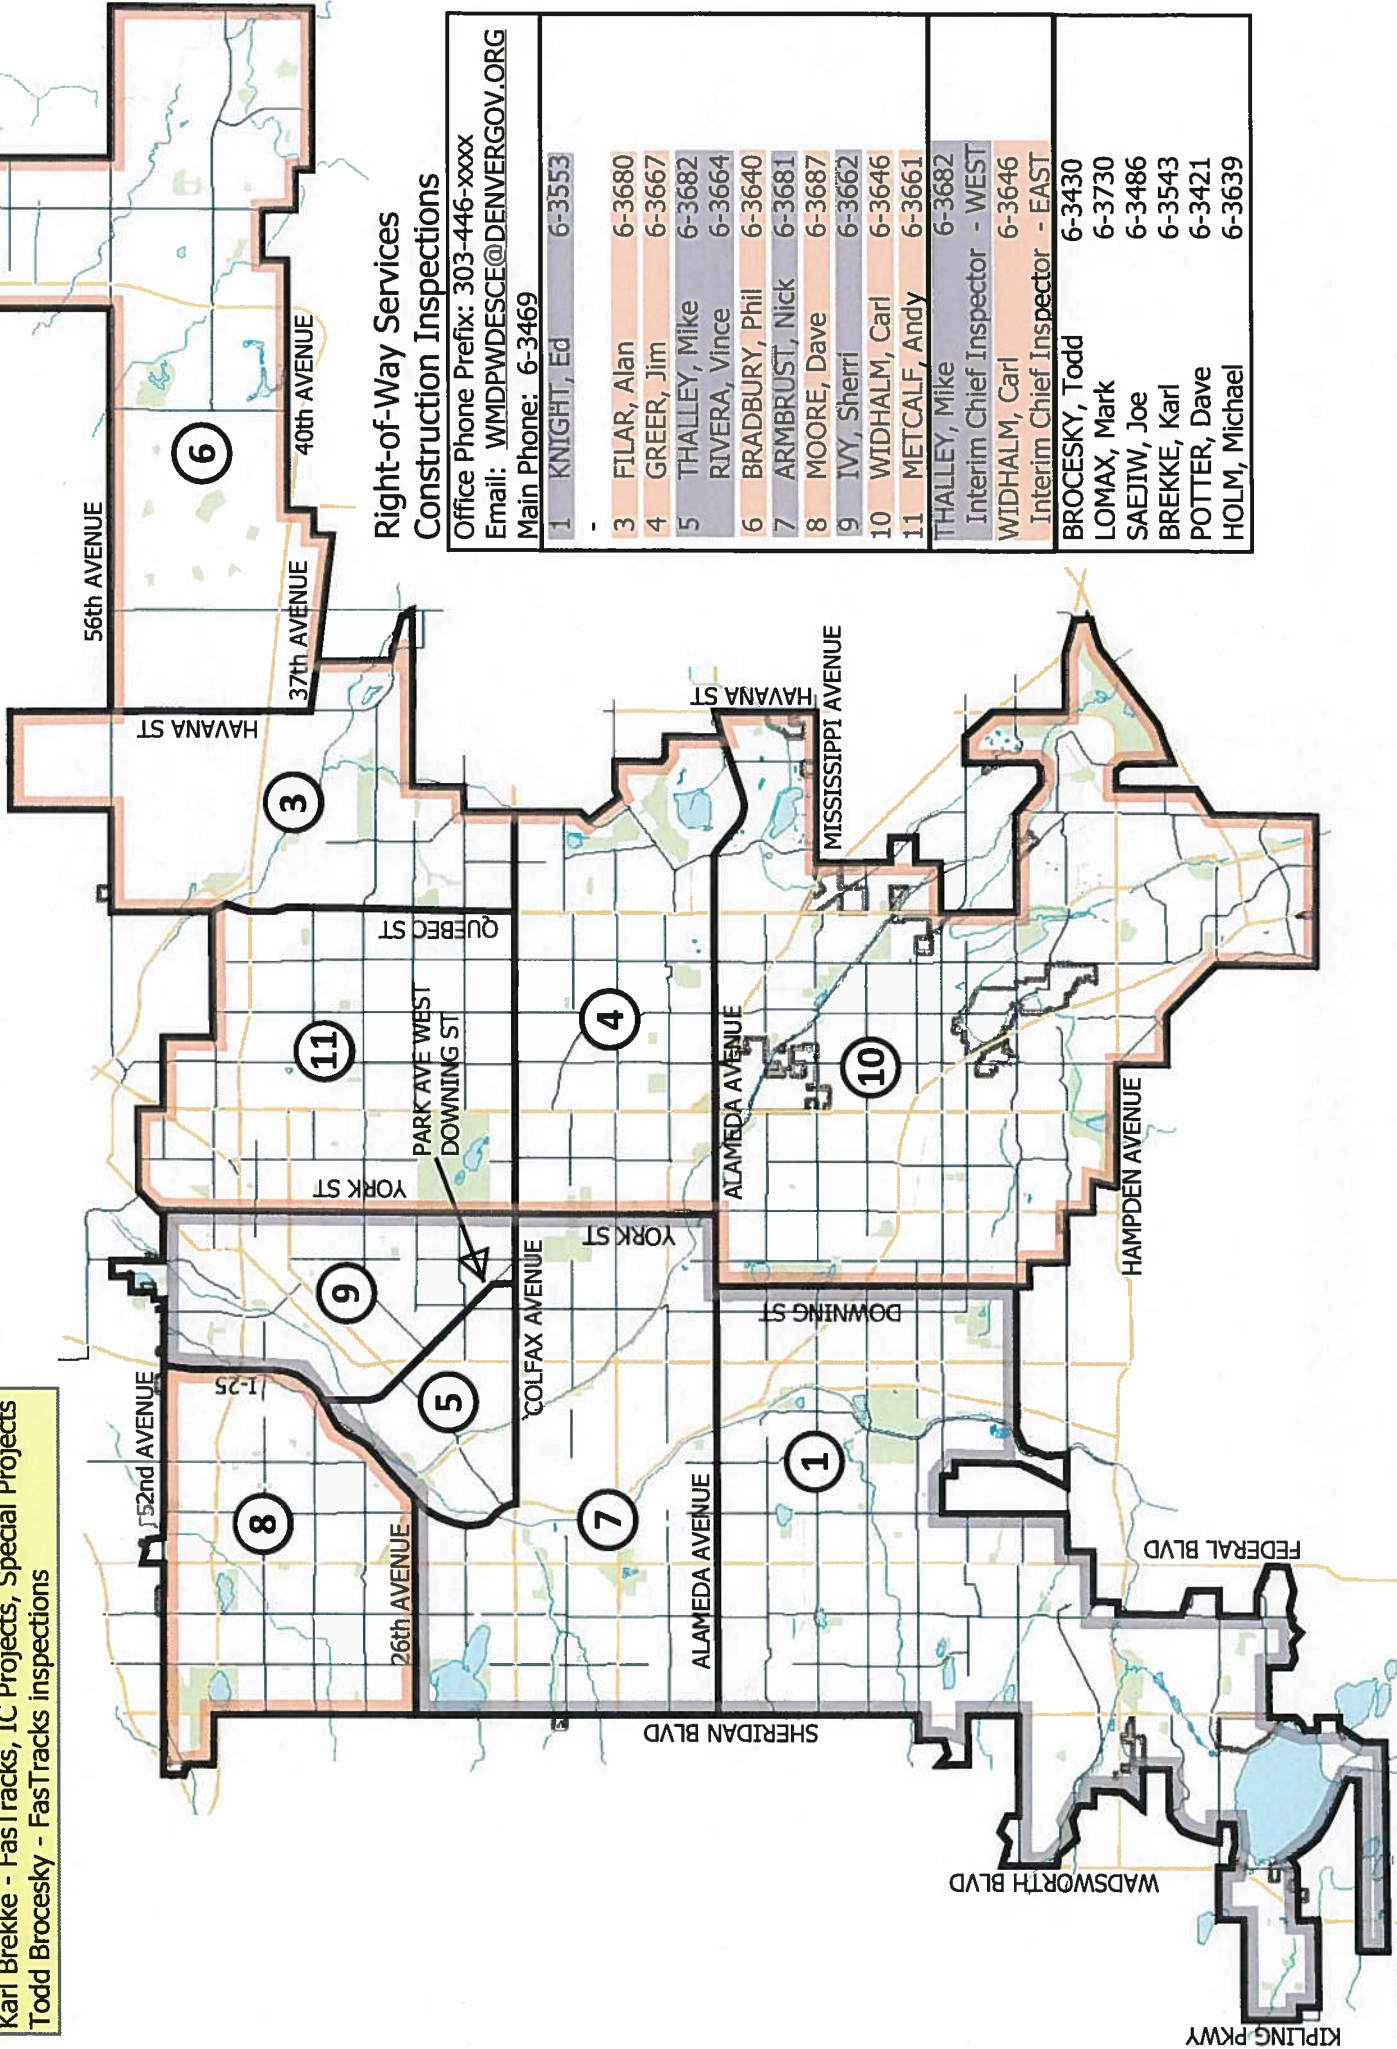 Karl Brekke - FasTracks, IC Projects, Special Projects
Todd Brocesky - FasTracks inspections
Right-of-Way Services
Construction Inspections
Office Phone Prefix: 303-446-xxxx
Email: WMDPWDESCE@DENVERGOV.ORG
Main Phone: 6-3469
1 KNIGHT, Ed 6-3553
-
3 FILAR, Alan 6-3680
4 GREER, Jim 6-3667
5 THALLEY, Mike 6-3682
RIVERA, Vince 6-3664
6 BRADBURY, Phil 6-3640
7 ARMBRUST, Nick 6-3681
8 MOORE, Dave 6-3687
9 IVY, Sherri 6-3662
10 WIDHALM, Carl 6-3646
11 METCALF, Andy 6-3661
THALLEY, Mike 6-3682
Interim Chief Inspector - WEST
WIDHALM, Carl 6-3646
Interim Chief Inspector - EAST
BROCESKY, Todd 6-3430
LOMAX, Mark 6-3730
SAEJIW, Joe 6-3486
BREKKE, Karl 6-3543
POTTER, Dave 6-3421
HOLM, Michael 6-3639
56th AVENUE
40th AVENUE
37th AVENUE
HAVANA ST
6
3
QUEBEC ST
11
PARK AVE WEST
DOWNING ST
YORK ST
9
5
I-25
52nd AVENUE
8
26th AVENUE
COLFAX AVENUE
YORK ST
4
7
HAVANA ST
MISSISSIPPI AVENUE
ALAMEDA AVENUE
10
DOWNING ST
ALAMEDA AVENUE
1
SHERIDAN BLVD
HAMPDEN AVENUE
FEDERAL BLVD
WADSWORTH BLVD
KIPLING PKWY